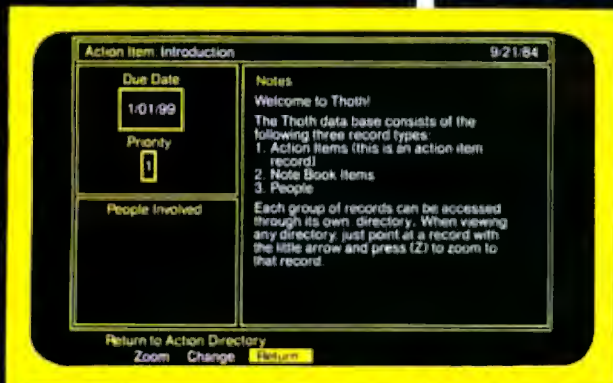 Action Item: Introduction 9/21/84
Due Date
1/01/99
Priority
1
People Involved
Notes
Welcome to Thoth!
The Thoth data base consists of the
following three record types:
1. Action Items (this is an action item
record)
2. Note Book Items
3. People
Each group of records can be accessed
through its own directory. When viewing
any directory, just point at a record with
the little arrow and press (Z) to zoom to
that record.
Return to Action Directory
Zoom Change Return